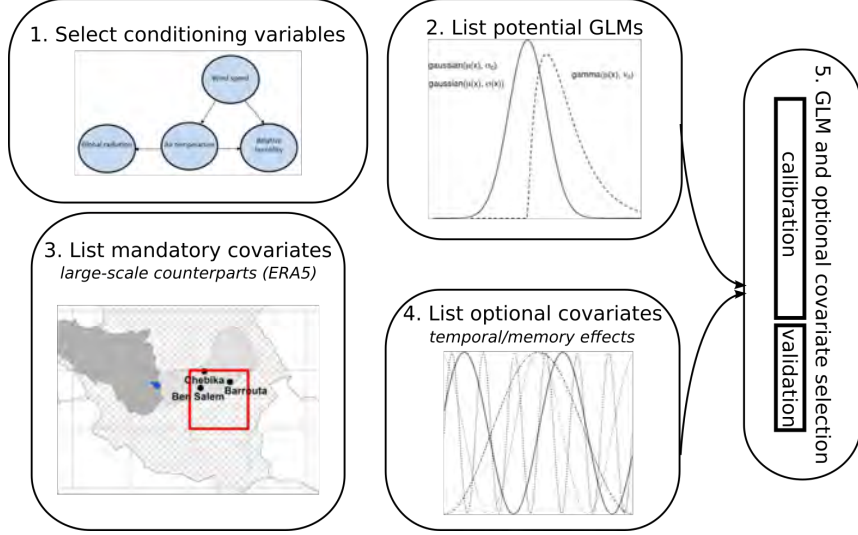 1. Select conditioning variables
Wind speed
Global radiation
Air temperature
Relative
humidity
2. List potential GLMs
gaussian(μ(x), σ₀)
gaussian(μ(x), σ(x))
gamma(μ(x), ν₀)
3. List mandatory covariates
large-scale counterparts (ERA5)
Chebika
Barrouta
Ben Salem
4. List optional covariates
temporal/memory effects
5. GLM and optional covariate selection
calibration
validation